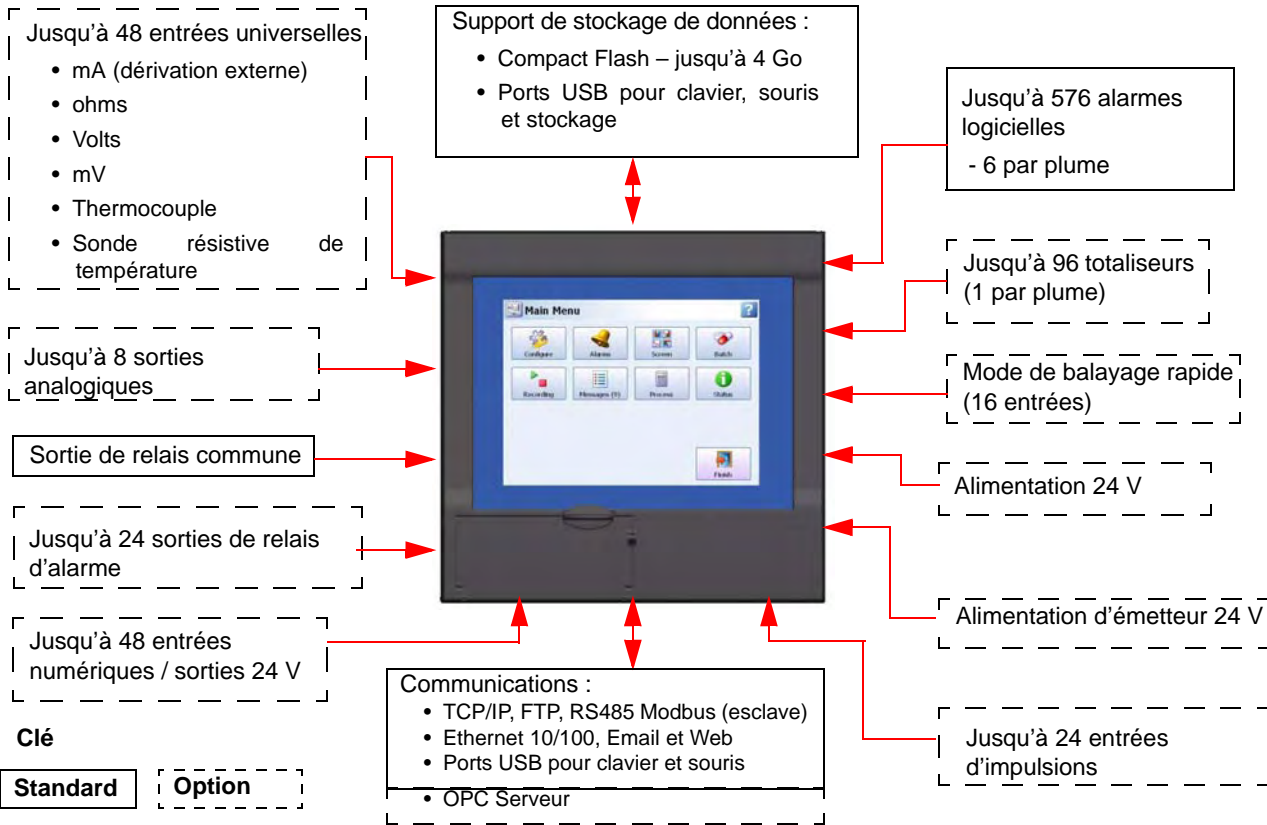 Jusqu'à 48 entrées universelles
• mA (dérivation externe)
• ohms
• Volts
• mV
• Thermocouple
• Sonde résistive de
température
Support de stockage de données :
• Compact Flash – jusqu'à 4 Go
• Ports USB pour clavier, souris
et stockage
Jusqu'à 576 alarmes
logicielles
- 6 par plume
Jusqu'à 96 totaliseurs
(1 par plume)
Mode de balayage rapide
(16 entrées)
Alimentation 24 V
Alimentation d'émetteur 24 V
Jusqu'à 24 entrées
d'impulsions
Jusqu'à 8 sorties
analogiques
Sortie de relais commune
Jusqu'à 24 sorties de relais
d'alarme
Jusqu'à 48 entrées
numériques / sorties 24 V
Main Menu
?
Configure
Alarms
Screen
Batch
Recording
Messages (9)
Process
Status
Finish
Communications :
• TCP/IP, FTP, RS485 Modbus (esclave)
• Ethernet 10/100, Email et Web
• Ports USB pour clavier et souris
• OPC Serveur
Clé
Standard
Option